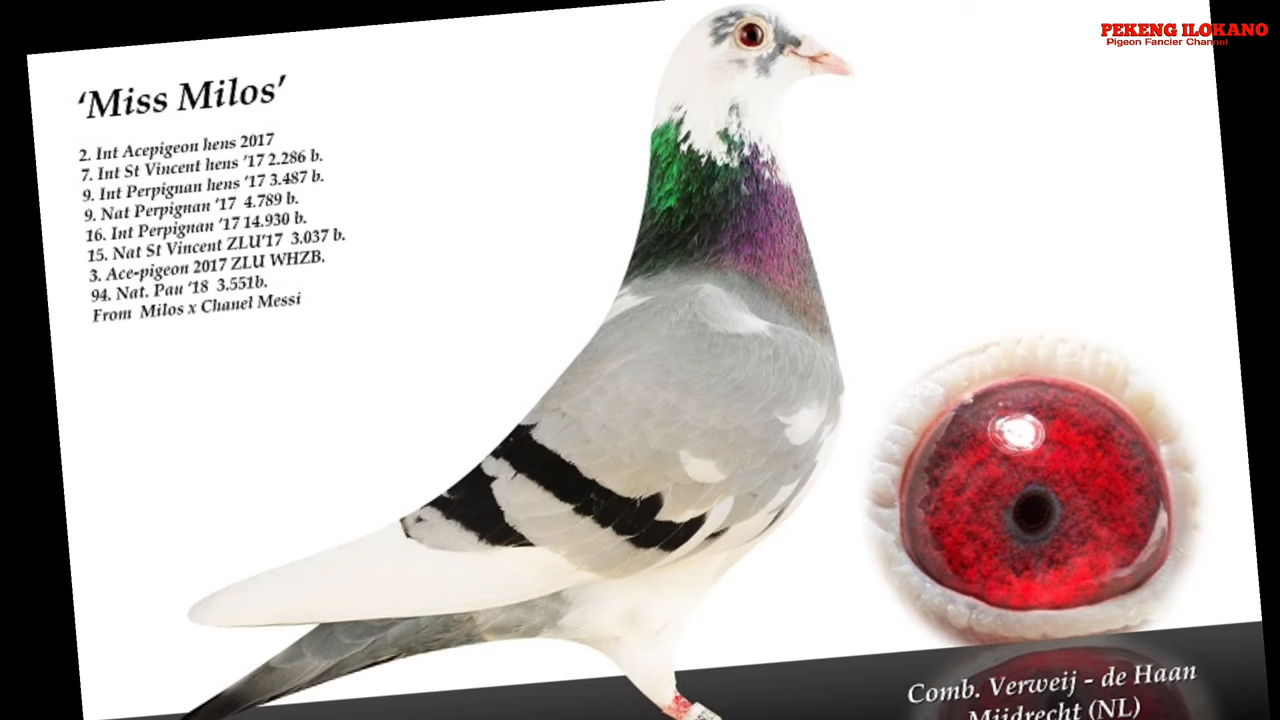 PEKENG ILOKANO
Pigeon Fancier Channel
‘Miss Milos’
2. Int Acepigeon hens 2017
7. Int St Vincent hens '17 2.286 b.
9. Int Perpignan hens '17 3.487 b.
9. Nat Perpignan '17 4.789 b.
16. Int Perpignan '17 14.930 b.
15. Nat St Vincent ZLU'17 3.037 b.
3. Ace-pigeon 2017 ZLU WHZB.
94. Nat. Pau '18 3.551b.
From Milos x Chanel Messi
Comb. Verweij - de Haan
Mijdrecht (NL)